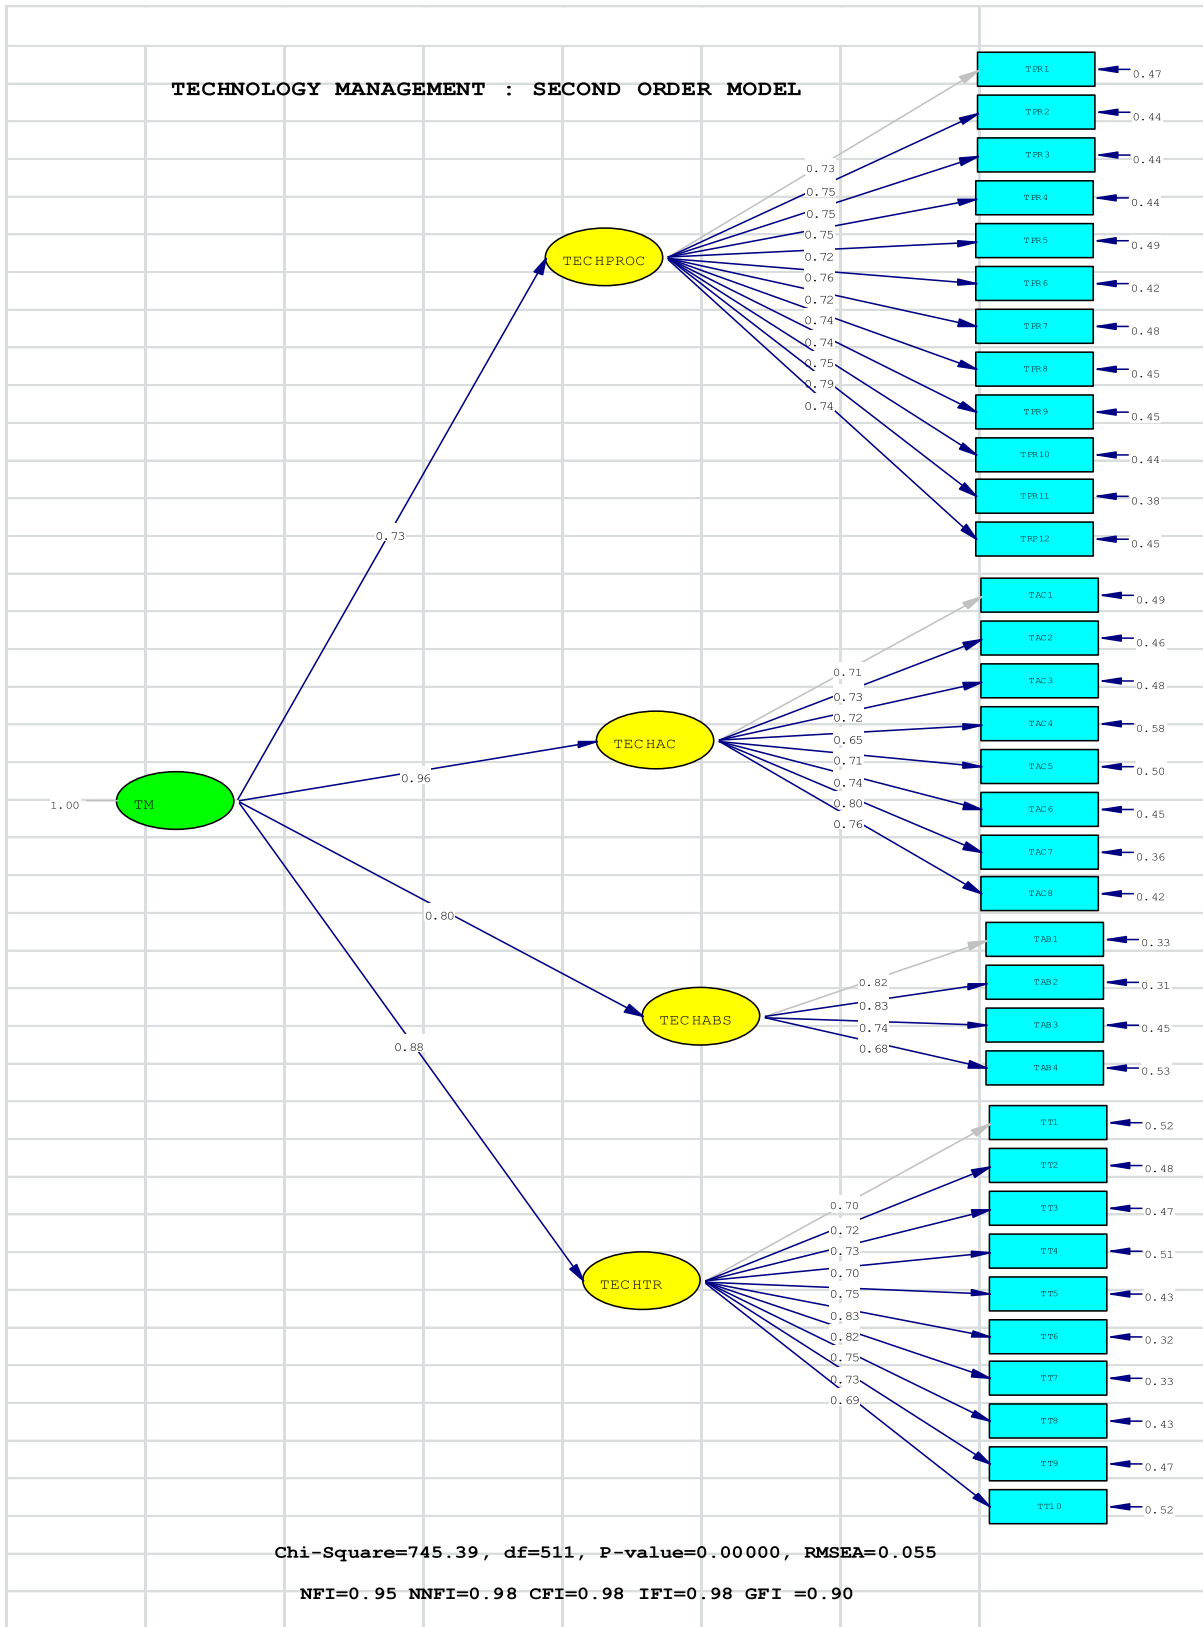 TECHNOLOGY MANAGEMENT : SECOND ORDER MODEL
TPR1 0.47
TPR2 0.44
TPR3 0.44
TPR4 0.44
TPR5 0.49
TPR6 0.42
TPR7 0.48
TPR8 0.45
TPR9 0.45
TPR10 0.44
TPR11 0.38
TRP12 0.45
0.73
0.75
0.75
0.75
0.72
0.76
0.72
0.74
0.74
0.75
0.79
0.74
TECHPROC
0.73
TAC1 0.49
TAC2 0.46
TAC3 0.48
TAC4 0.58
TAC5 0.50
TAC6 0.45
TAC7 0.36
TAC8 0.42
0.71
0.73
0.72
0.65
0.71
0.74
0.80
0.76
TECHAC
0.96
1.00 TM
0.80
TAB1 0.33
TAB2 0.31
TAB3 0.45
TAB4 0.53
0.82
0.83
0.74
0.68
TECHABS
0.88
TT1 0.52
TT2 0.48
TT3 0.47
TT4 0.51
TT5 0.43
TT6 0.32
TT7 0.33
TT8 0.43
TT9 0.47
TT10 0.52
0.70
0.72
0.73
0.70
0.75
0.83
0.82
0.75
0.73
0.69
TECHTR
Chi-Square=745.39, df=511, P-value=0.00000, RMSEA=0.055
NFI=0.95 NNFI=0.98 CFI=0.98 IFI=0.98 GFI =0.90